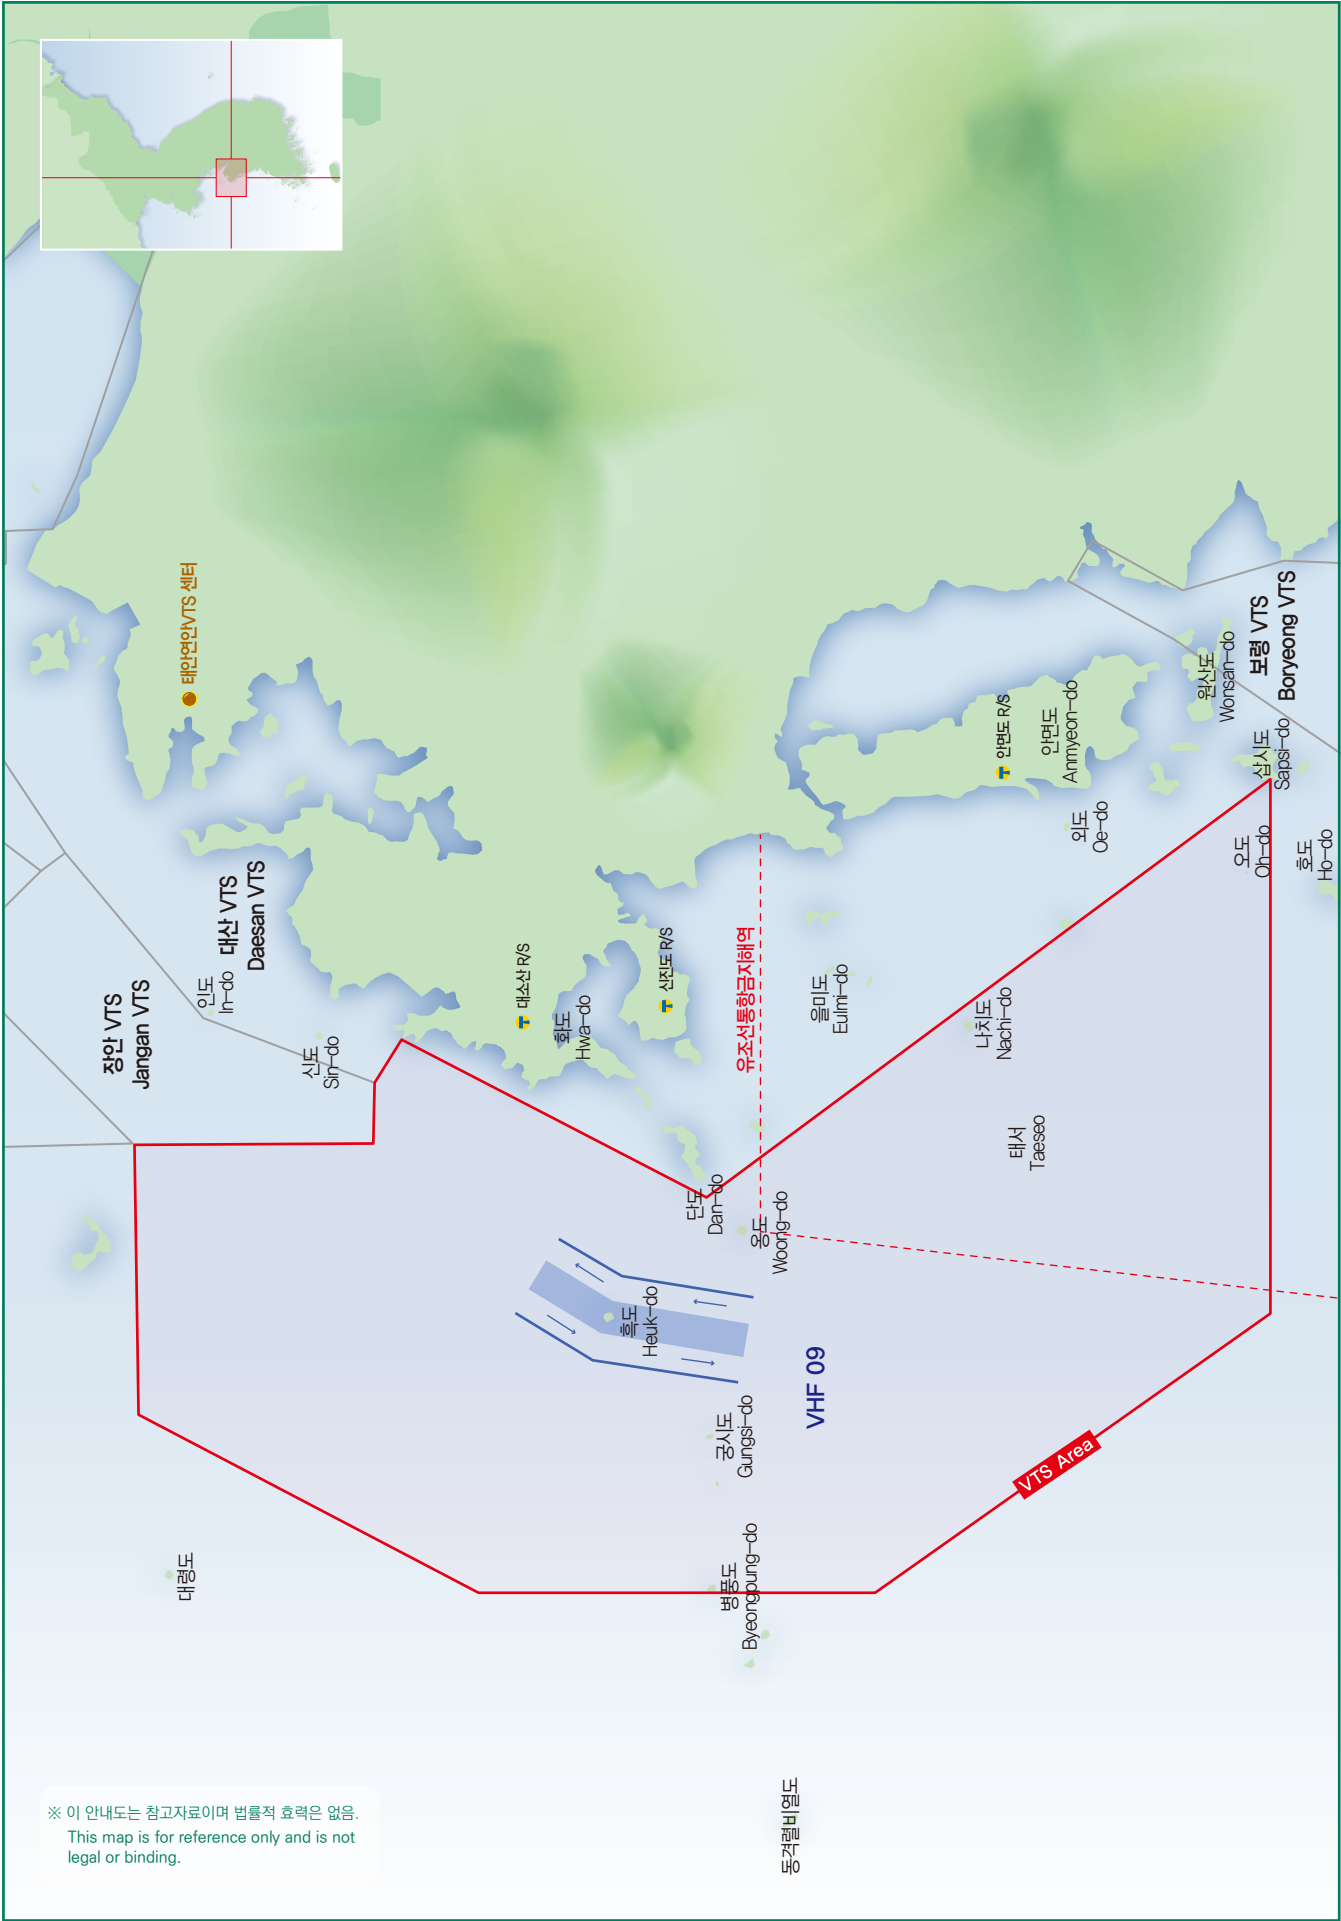 태안연안VTS 센터
장안 VTS
Jangan VTS
대산 VTS
Daesan VTS
인도
In-do
신도
Sin-do
대소산 R/S
화도
Hwa-do
신진도 R/S
유조선통항금지해역
을미도
Eulmi-do
안면도 R/S
안면도
Anmyeon-do
외도
Oe-do
원산도
Wonsan-do
보령 VTS
Boryeong VTS
삽시도
Sapsi-do
오도
Oh-do
호도
Ho-do
나치도
Nachi-do
태서
Taeseo
단도
Dan-do
웅도
Woong-do
흑도
Heuk-do
VHF 09
궁시도
Gungsi-do
VTS Area
병풍도
Byeongpung-do
대령도
동격렬비열도
※ 이 안내도는 참고자료이며 법률적 효력은 없음.
This map is for reference only and is not
legal or binding.